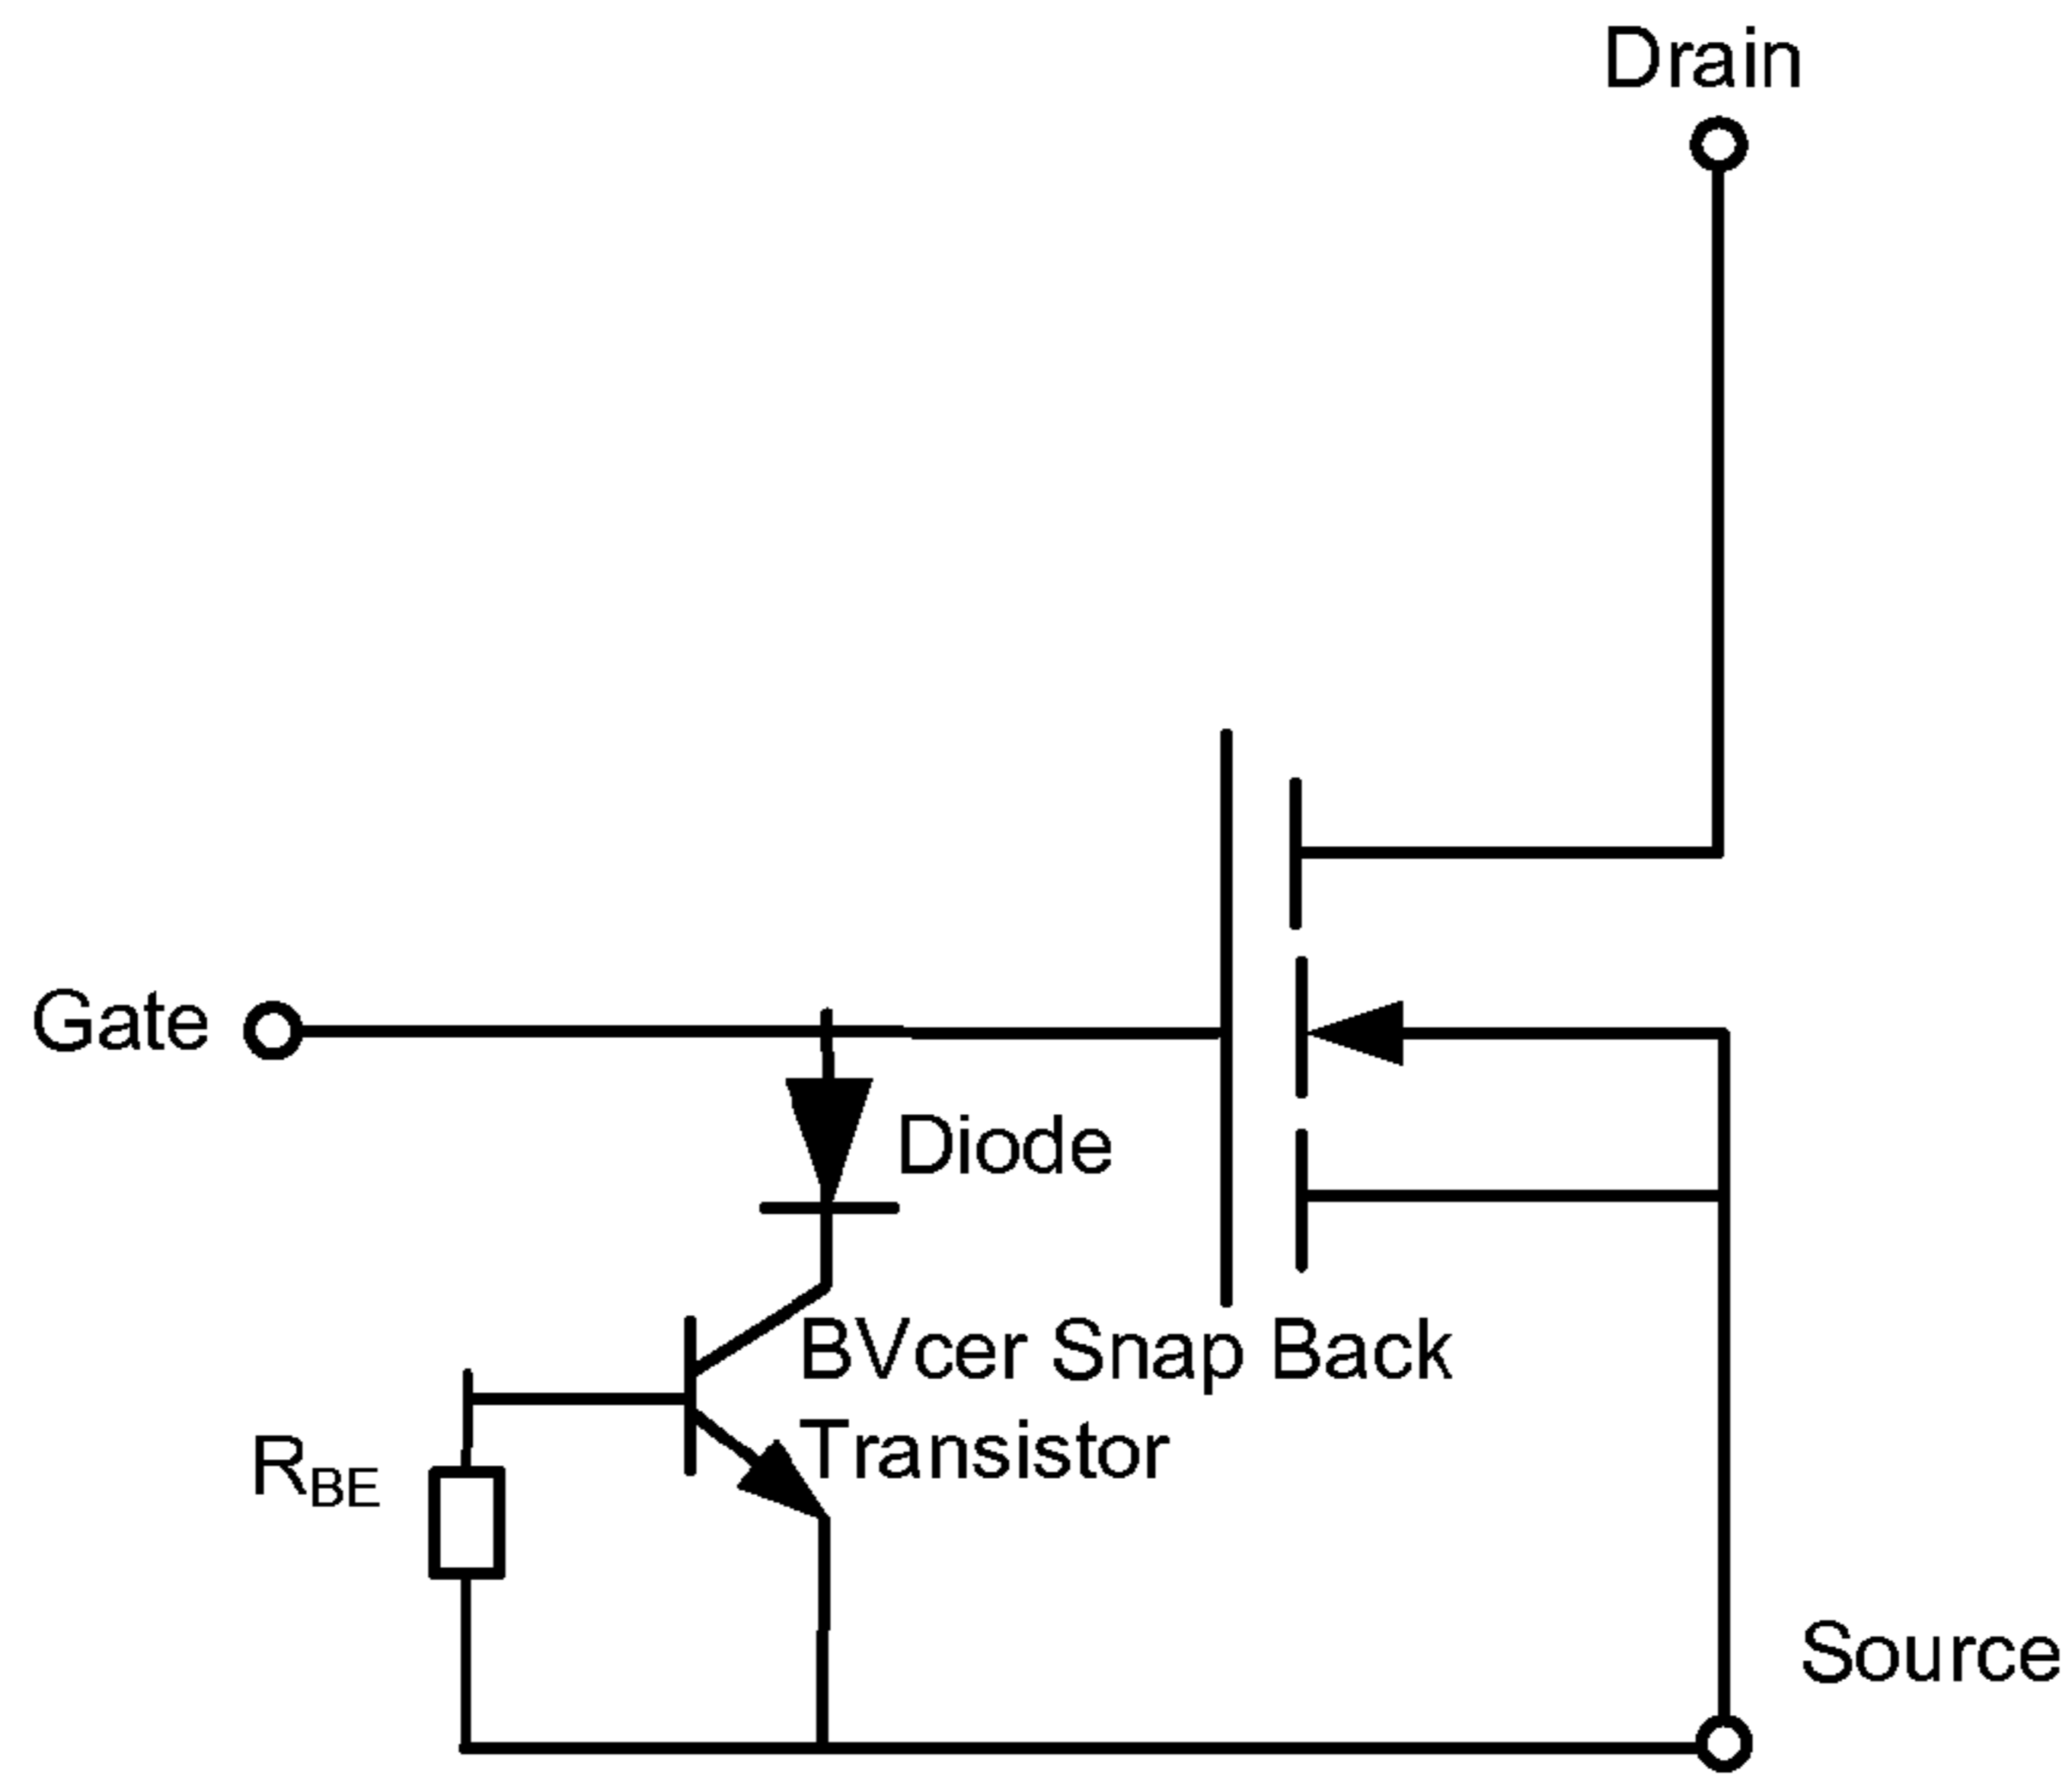 Drain
Gate
Diode
BVcer Snap Back
Transistor
RBE
Source